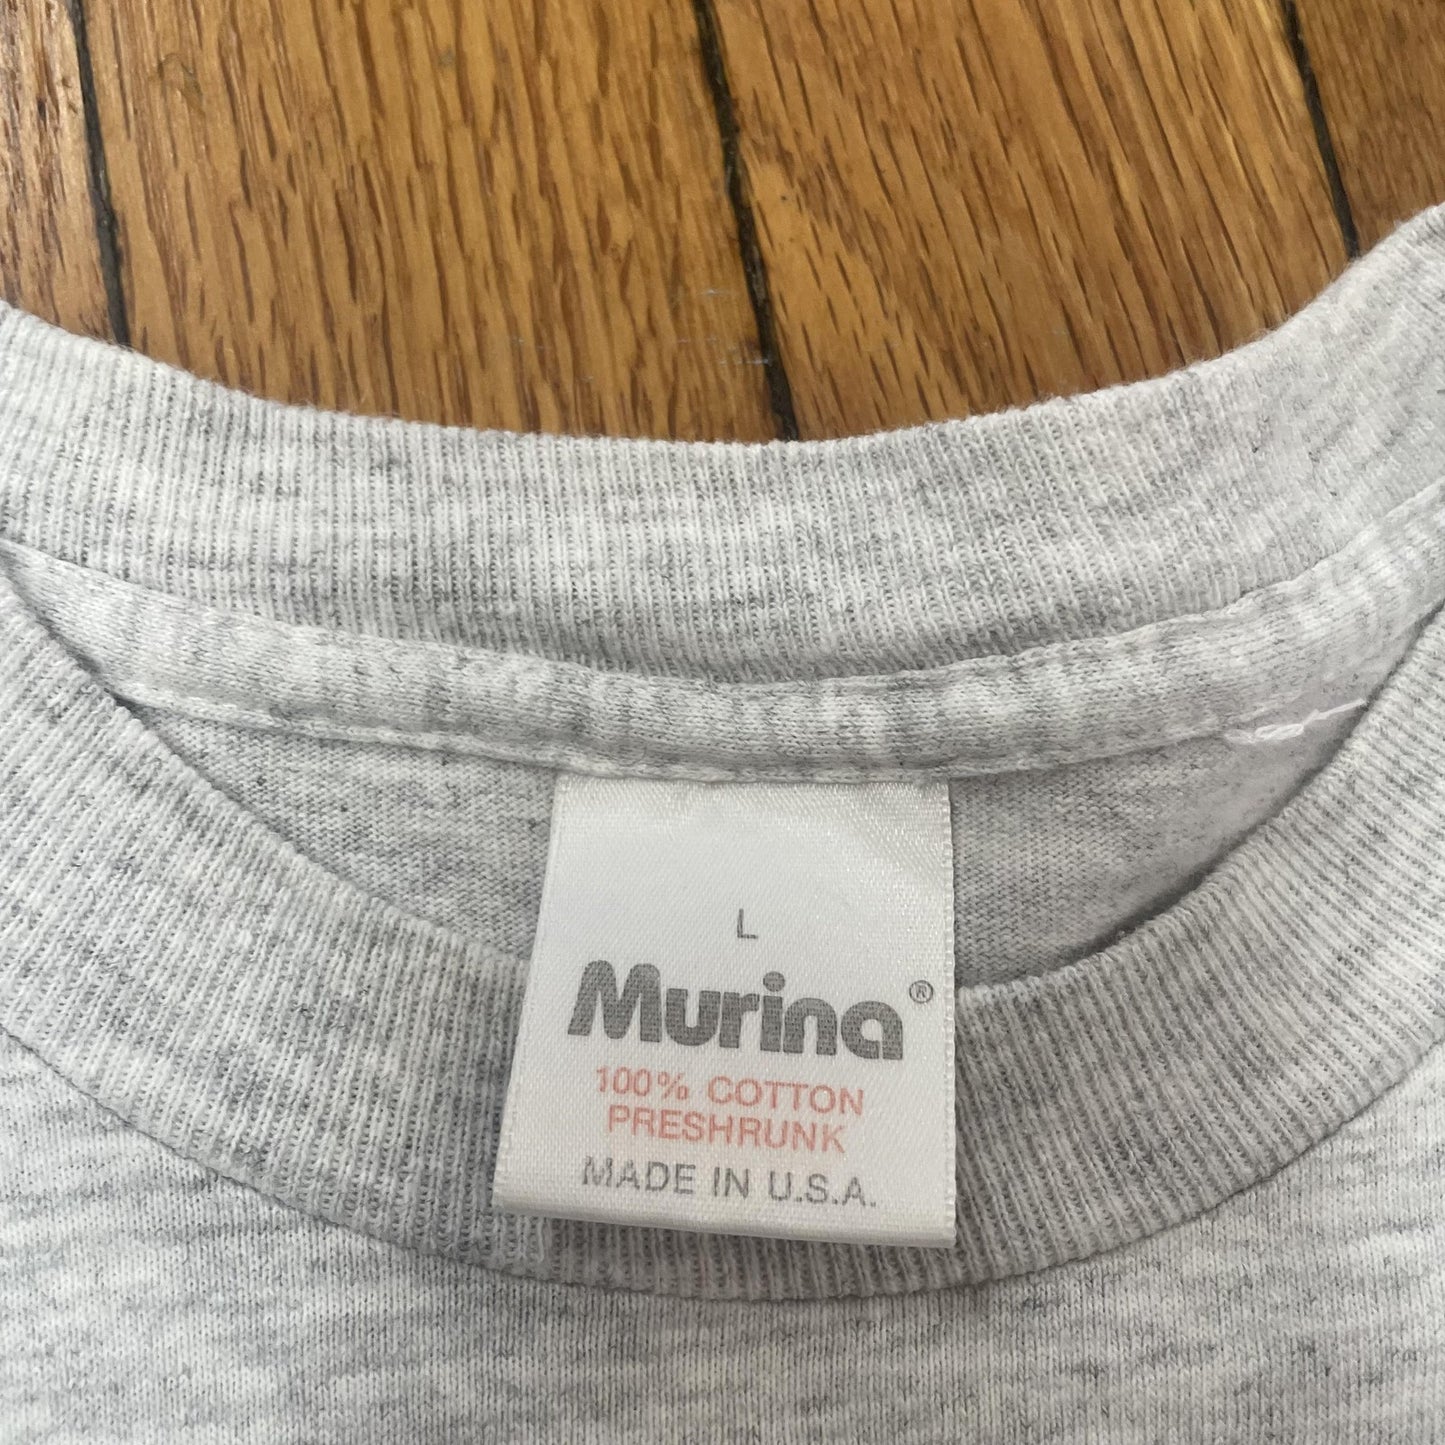 L
Murina®
100% COTTON
PRESHRUNK
MADE IN U.S.A.